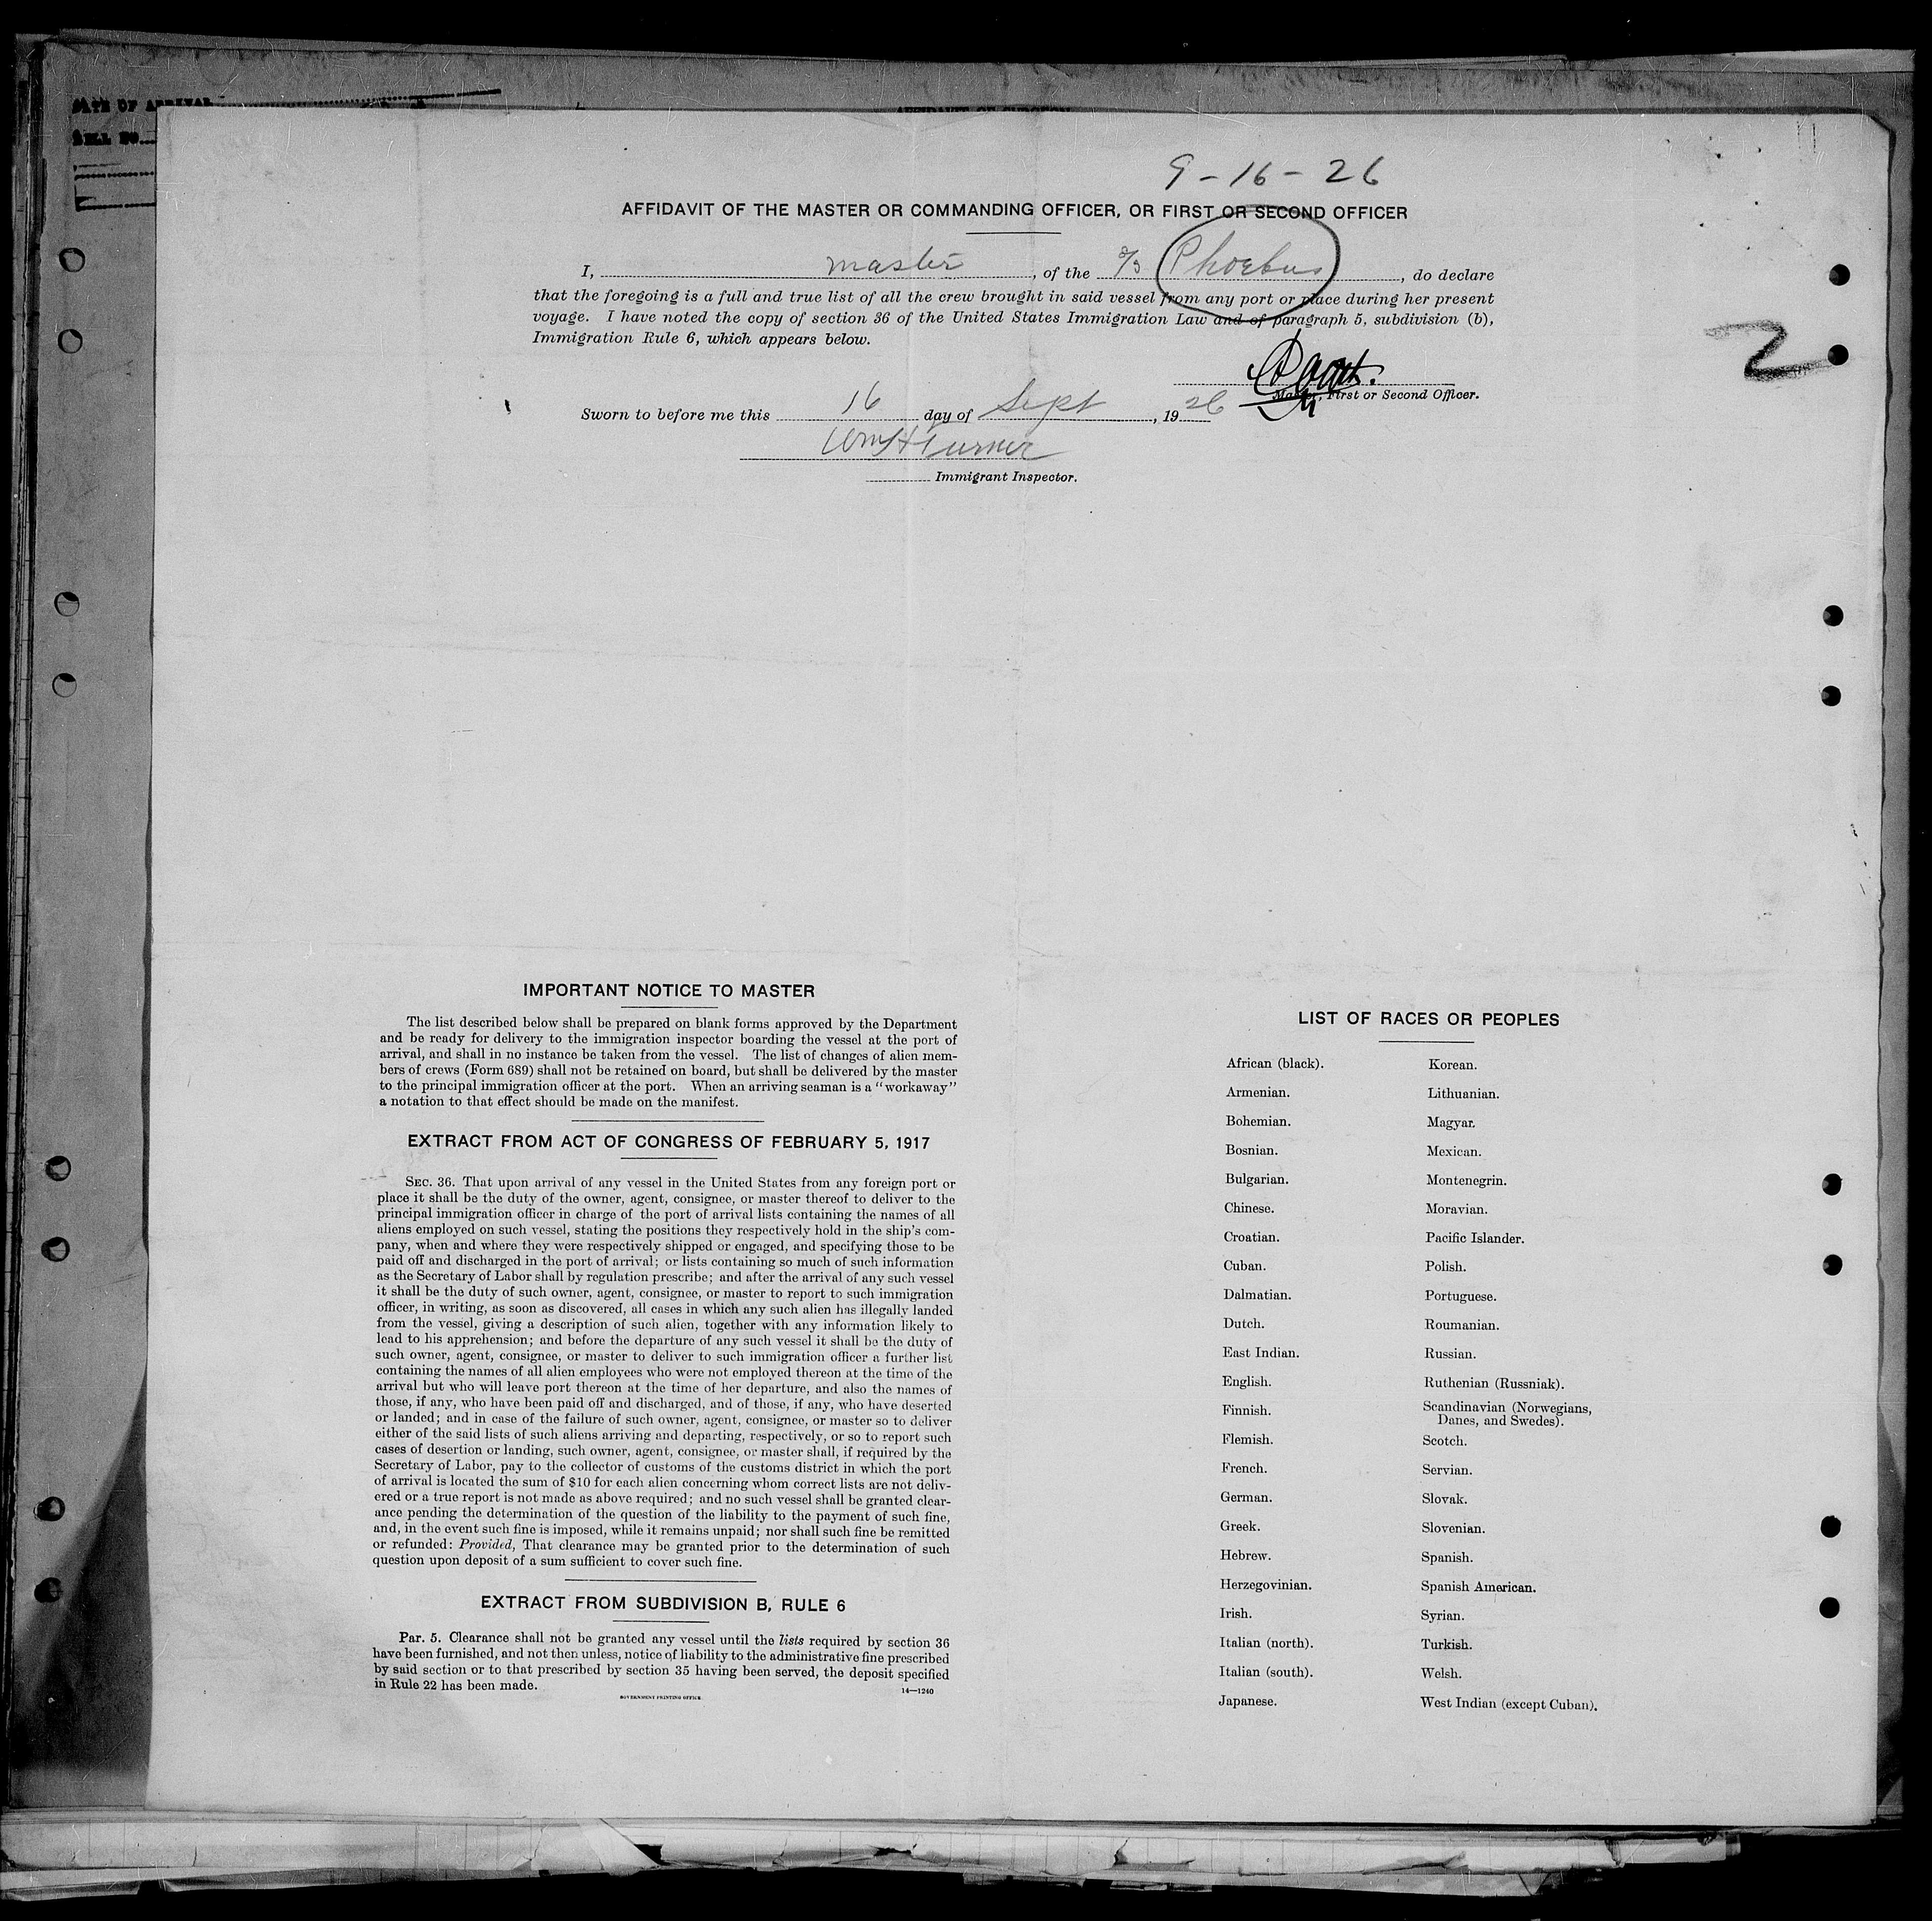 DATE OF ARRIVAL
9-16-26
AFFIDAVIT OF THE MASTER OR COMMANDING OFFICER, OR FIRST OR SECOND OFFICER
I, master, of the S/S Phoebus, do declare
that the foregoing is a full and true list of all the crew brought in said vessel from any port or place during her present
voyage. I have noted the copy of section 36 of the United States Immigration Law and of paragraph 5, subdivision (b),
Immigration Rule 6, which appears below.
2
Master, First or Second Officer.
Sworn to before me this 16 day of Sept, 1926
Wm H Turner
Immigrant Inspector.
IMPORTANT NOTICE TO MASTER
The list described below shall be prepared on blank forms approved by the Department
and be ready for delivery to the immigration inspector boarding the vessel at the port of
arrival, and shall in no instance be taken from the vessel. The list of changes of alien mem-
bers of crews (Form 689) shall not be retained on board, but shall be delivered by the master
to the principal immigration officer at the port. When an arriving seaman is a "workaway"
a notation to that effect should be made on the manifest.
EXTRACT FROM ACT OF CONGRESS OF FEBRUARY 5, 1917
SEC. 36. That upon arrival of any vessel in the United States from any foreign port or
place it shall be the duty of the owner, agent, consignee, or master thereof to deliver to the
principal immigration officer in charge of the port of arrival lists containing the names of all
aliens employed on such vessel, stating the positions they respectively hold in the ship's com-
pany, when and where they were respectively shipped or engaged, and specifying those to be
paid off and discharged in the port of arrival; or lists containing so much of such information
as the Secretary of Labor shall by regulation prescribe; and after the arrival of any such vessel
it shall be the duty of such owner, agent, consignee, or master to report to such immigration
officer, in writing, as soon as discovered, all cases in which any such alien has illegally landed
from the vessel, giving a description of such alien, together with any information likely to
lead to his apprehension; and before the departure of any such vessel it shall be the duty of
such owner, agent, consignee, or master to deliver to such immigration officer a further list
containing the names of all alien employees who were not employed thereon at the time of the
arrival but who will leave port thereon at the time of her departure, and also the names of
those, if any, who have been paid off and discharged, and of those, if any, who have deserted
or landed; and in case of the failure of such owner, agent, consignee, or master so to deliver
either of the said lists of such aliens arriving and departing, respectively, or so to report such
cases of desertion or landing, such owner, agent, consignee, or master shall, if required by the
Secretary of Labor, pay to the collector of customs of the customs district in which the port
of arrival is located the sum of $10 for each alien concerning whom correct lists are not deliv-
ered or a true report is not made as above required; and no such vessel shall be granted clear-
ance pending the determination of the question of the liability to the payment of such fine,
and, in the event such fine is imposed, while it remains unpaid; nor shall such fine be remitted
or refunded: Provided, That clearance may be granted prior to the determination of such
question upon deposit of a sum sufficient to cover such fine.
EXTRACT FROM SUBDIVISION B, RULE 6
Par. 5. Clearance shall not be granted any vessel until the lists required by section 36
have been furnished, and not then unless, notice of liability to the administrative fine prescribed
by said section or to that prescribed by section 35 having been served, the deposit specified
in Rule 22 has been made.
GOVERNMENT PRINTING OFFICE
14—1240
LIST OF RACES OR PEOPLES
African (black).
Armenian.
Bohemian.
Bosnian.
Bulgarian.
Chinese.
Croatian.
Cuban.
Dalmatian.
Dutch.
East Indian.
English.
Finnish.
Flemish.
French.
German.
Greek.
Hebrew.
Herzegovinian.
Irish.
Italian (north).
Italian (south).
Japanese.
Korean.
Lithuanian.
Magyar.
Mexican.
Montenegrin.
Moravian.
Pacific Islander.
Polish.
Portuguese.
Roumanian.
Russian.
Ruthenian (Russniak).
Scandinavian (Norwegians,
Danes, and Swedes).
Scotch.
Servian.
Slovak.
Slovenian.
Spanish.
Spanish American.
Syrian.
Turkish.
Welsh.
West Indian (except Cuban).